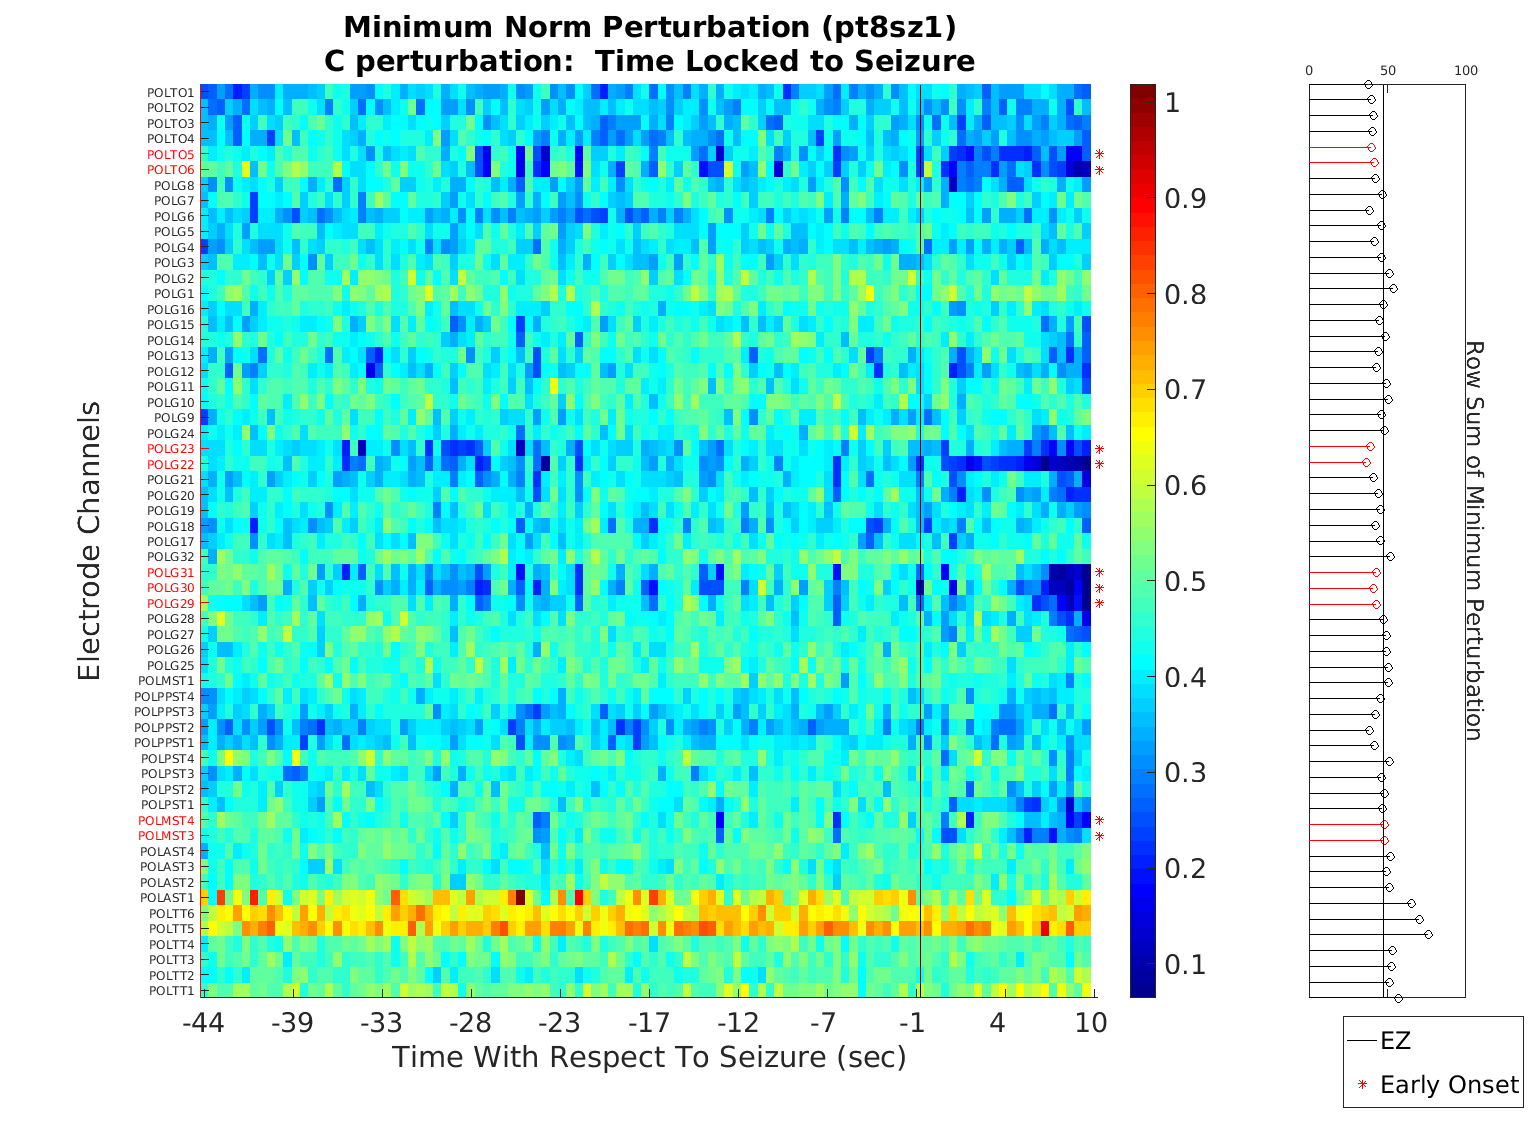 Minimum Norm Perturbation (pt8sz1)
C perturbation:  Time Locked to Seizure
Electrode Channels
POLTO1
POLTO2
POLTO3
POLTO4
POLTO5
POLTO6
POLG8
POLG7
POLG6
POLG5
POLG4
POLG3
POLG2
POLG1
POLG16
POLG15
POLG14
POLG13
POLG12
POLG11
POLG10
POLG9
POLG24
POLG23
POLG22
POLG21
POLG20
POLG19
POLG18
POLG17
POLG32
POLG31
POLG30
POLG29
POLG28
POLG27
POLG26
POLG25
POLMST1
POLPPST4
POLPPST3
POLPPST2
POLPPST1
POLPST4
POLPST3
POLPST2
POLPST1
POLMST4
POLMST3
POLAST4
POLAST3
POLAST2
POLAST1
POLTT6
POLTT5
POLTT4
POLTT3
POLTT2
POLTT1
-44 -39 -33 -28 -23 -17 -12 -7 -1 4 10
Time With Respect To Seizure (sec)
1
0.9
0.8
0.7
0.6
0.5
0.4
0.3
0.2
0.1
0 50 100
Row Sum of Minimum Perturbation
EZ
Early Onset